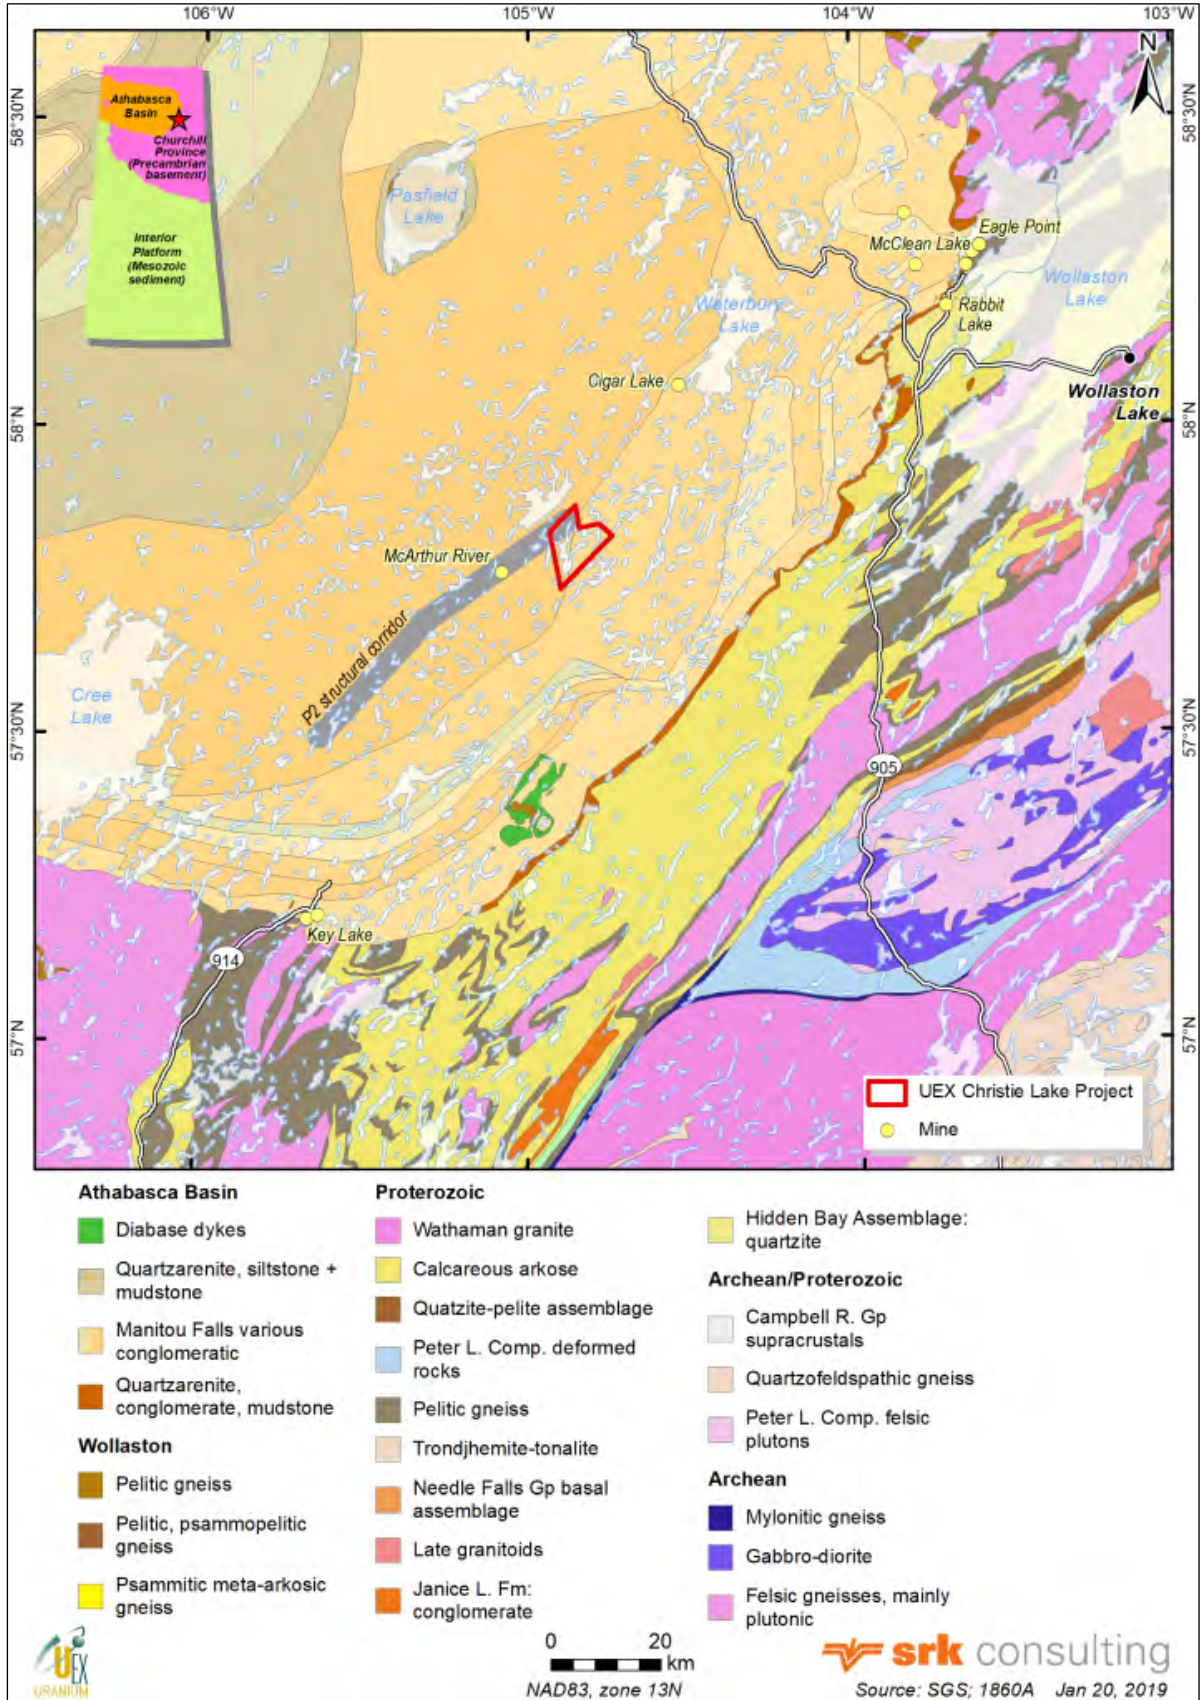 106°W
105°W
104°W
103°W
N
58°30'N
58°30'N
Athabasca
Basin
Churchill
Province
(Precambrian
basement)
Interior
Platform
(Mesozoic
sediment)
Pasfield
Lake
Eagle Point
McClean Lake
Wollaston
Lake
Waterbury
Lake
Rabbit
Lake
Cigar Lake
Wollaston
Lake
58°N
58°N
McArthur River
P2 structural corridor
Cree
Lake
57°30'N
57°30'N
905
Key Lake
914
57°N
57°N
UEX Christie Lake Project
Mine
Athabasca Basin
Diabase dykes
Quartzarenite, siltstone +
mudstone
Manitou Falls various
conglomeratic
Quartzarenite,
conglomerate, mudstone
Wollaston
Pelitic gneiss
Pelitic, psammopelitic
gneiss
Psammitic meta-arkosic
gneiss
Proterozoic
Wathaman granite
Calcareous arkose
Quatzite-pelite assemblage
Peter L. Comp. deformed
rocks
Pelitic gneiss
Trondjhemite-tonalite
Needle Falls Gp basal
assemblage
Late granitoids
Janice L. Fm:
conglomerate
Hidden Bay Assemblage:
quartzite
Archean/Proterozoic
Campbell R. Gp
supracrustals
Quartzofeldspathic gneiss
Peter L. Comp. felsic
plutons
Archean
Mylonitic gneiss
Gabbro-diorite
Felsic gneisses, mainly
plutonic
UEX
URANIUM
0 20
km
NAD83, zone 13N
srk consulting
Source: SGS; 1860A Jan 20, 2019